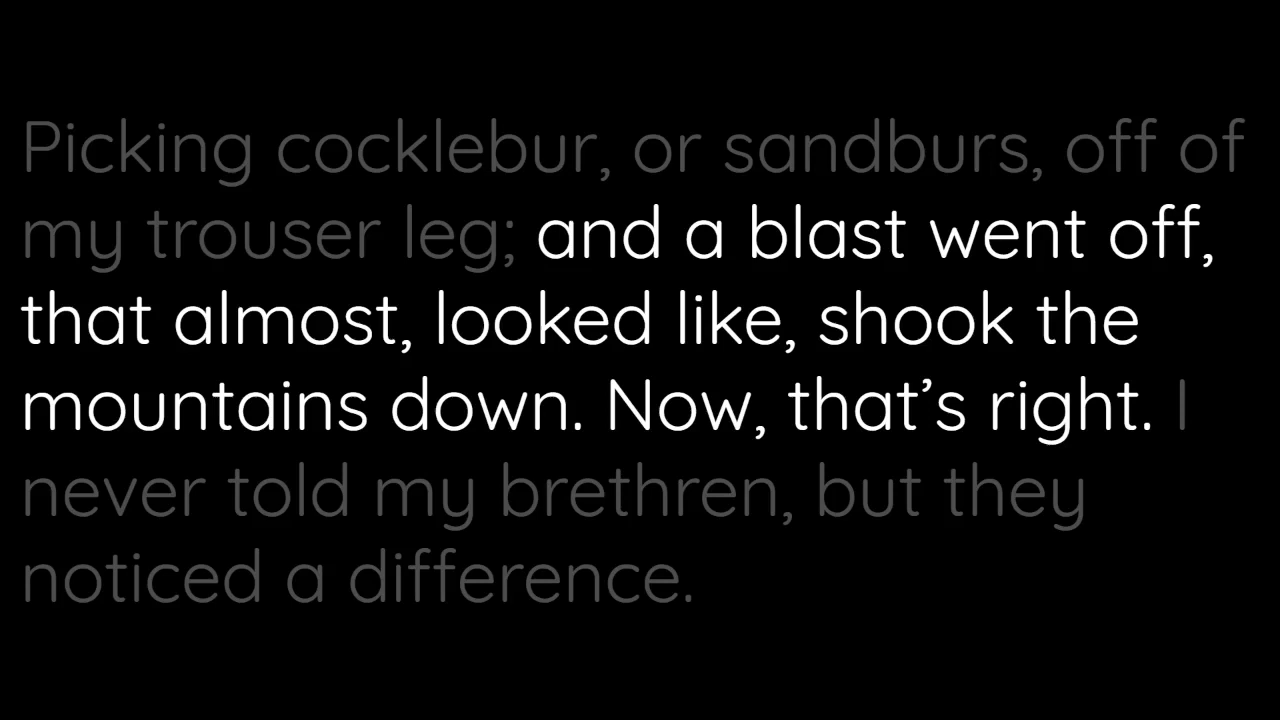 Picking cocklebur, or sandburs, off of
my trouser leg; and a blast went off,
that almost, looked like, shook the
mountains down. Now, that’s right. I
never told my brethren, but they
noticed a difference.